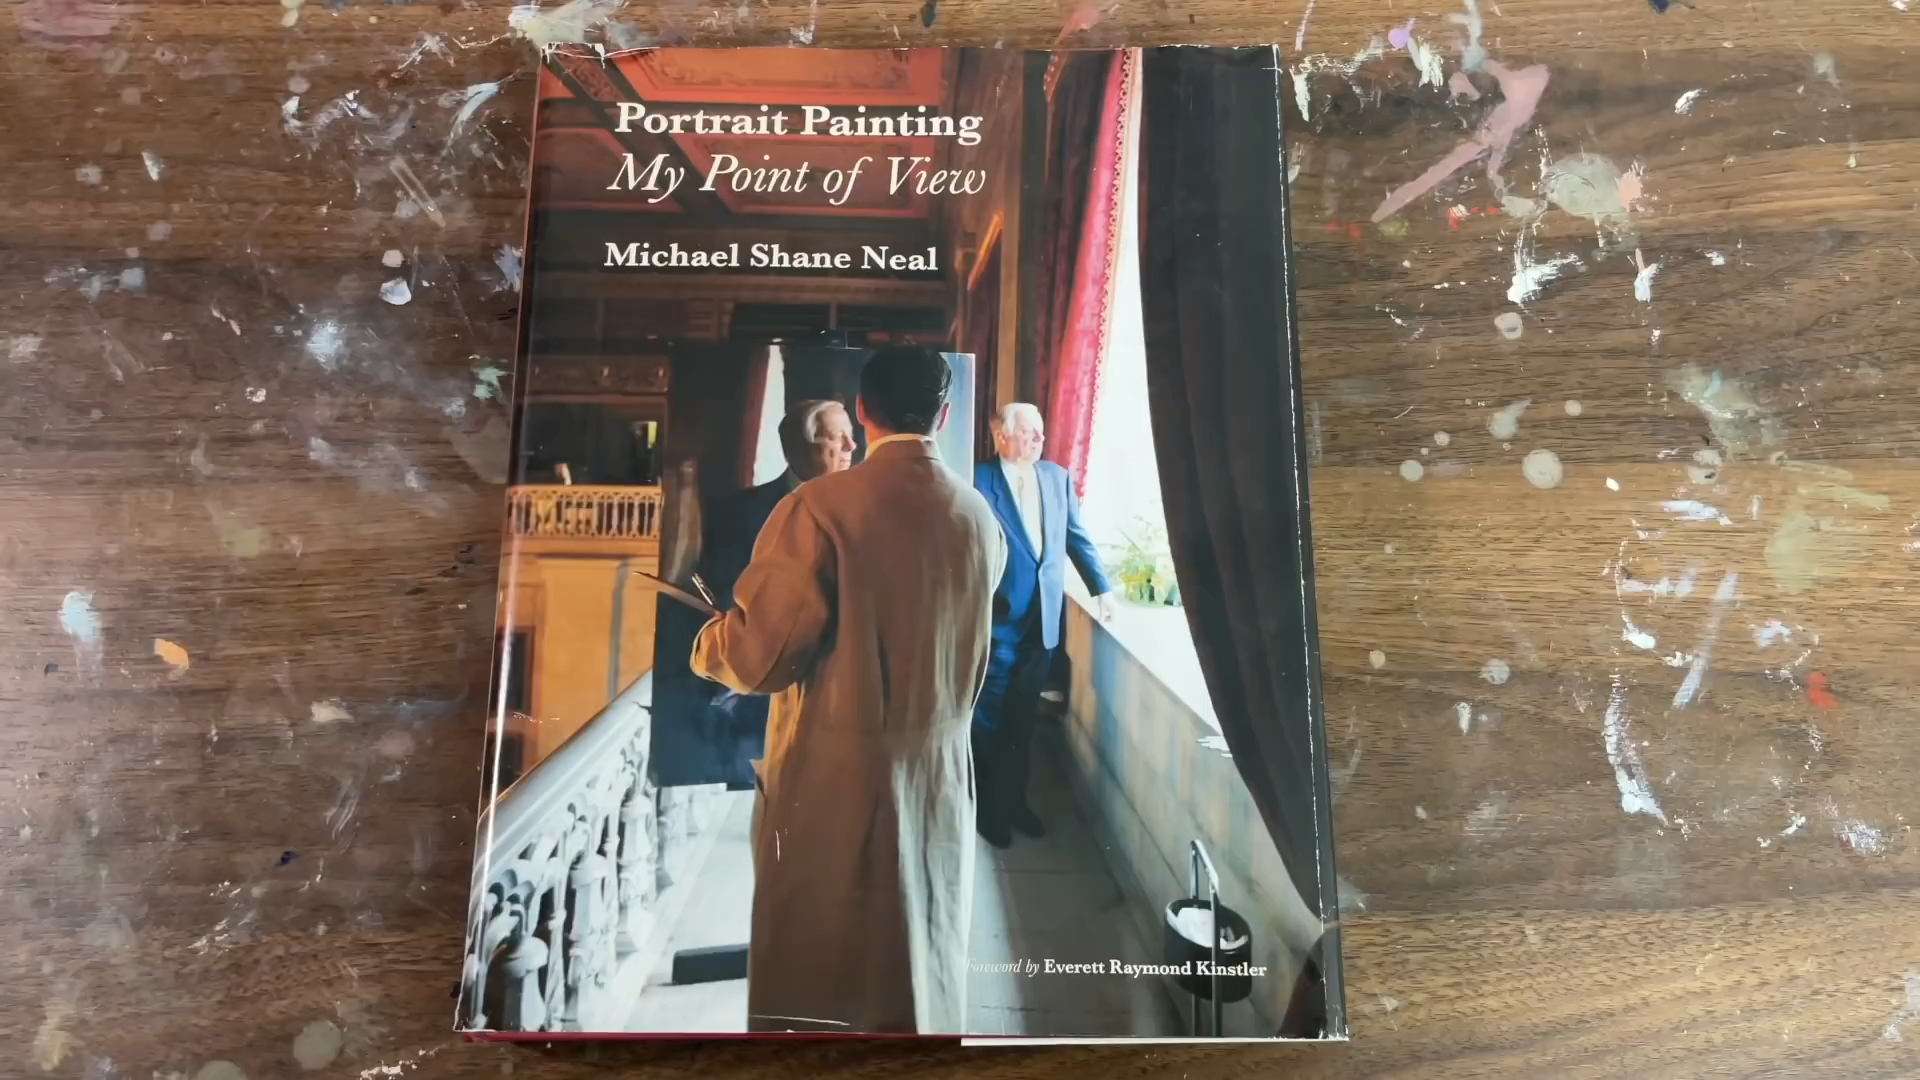 Portrait Painting
My Point of View
Michael Shane Neal
Foreword by Everett Raymond Kinstler